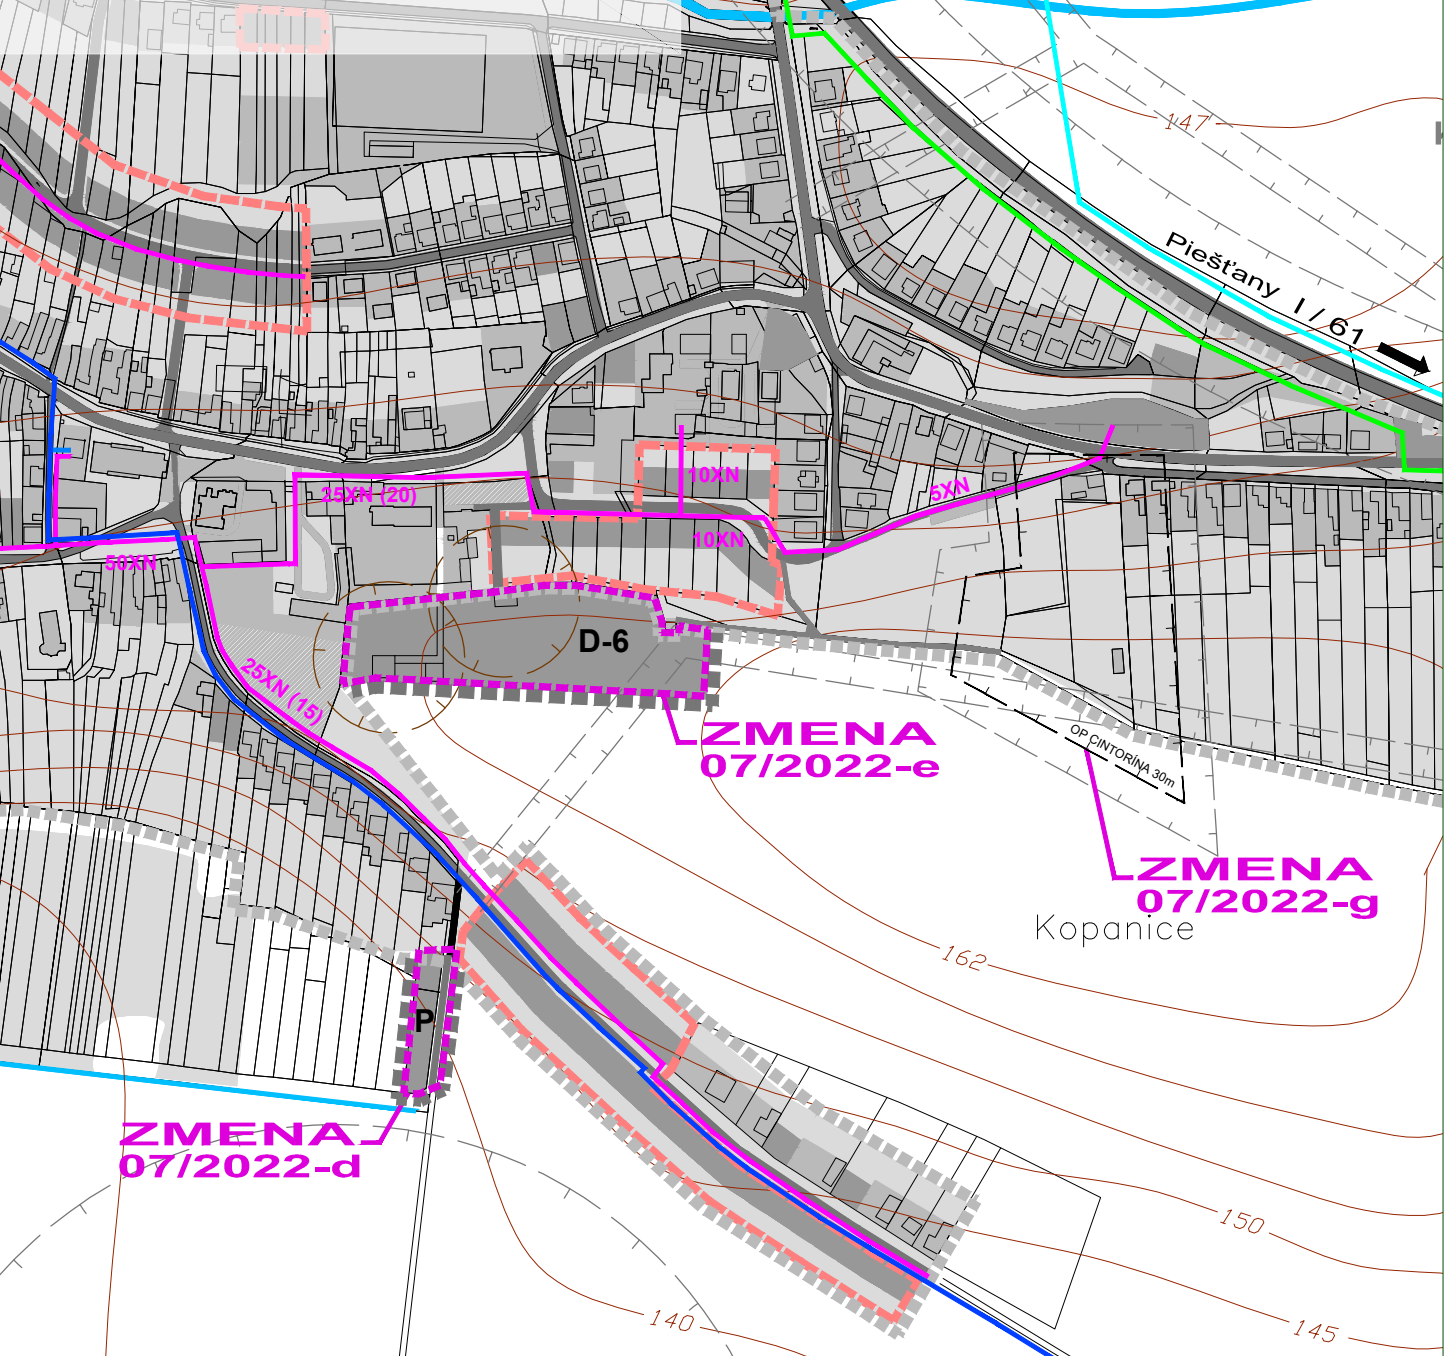 147
Piešťany I / 61
10XN
25XN (20)
5XN
10XN
50XN
D-6
25XN (15)
ZMENA
07/2022-e
OP CINTORÍNA 30m
ZMENA
07/2022-g
Kopanice
162
P
ZMENA
07/2022-d
150
140
145